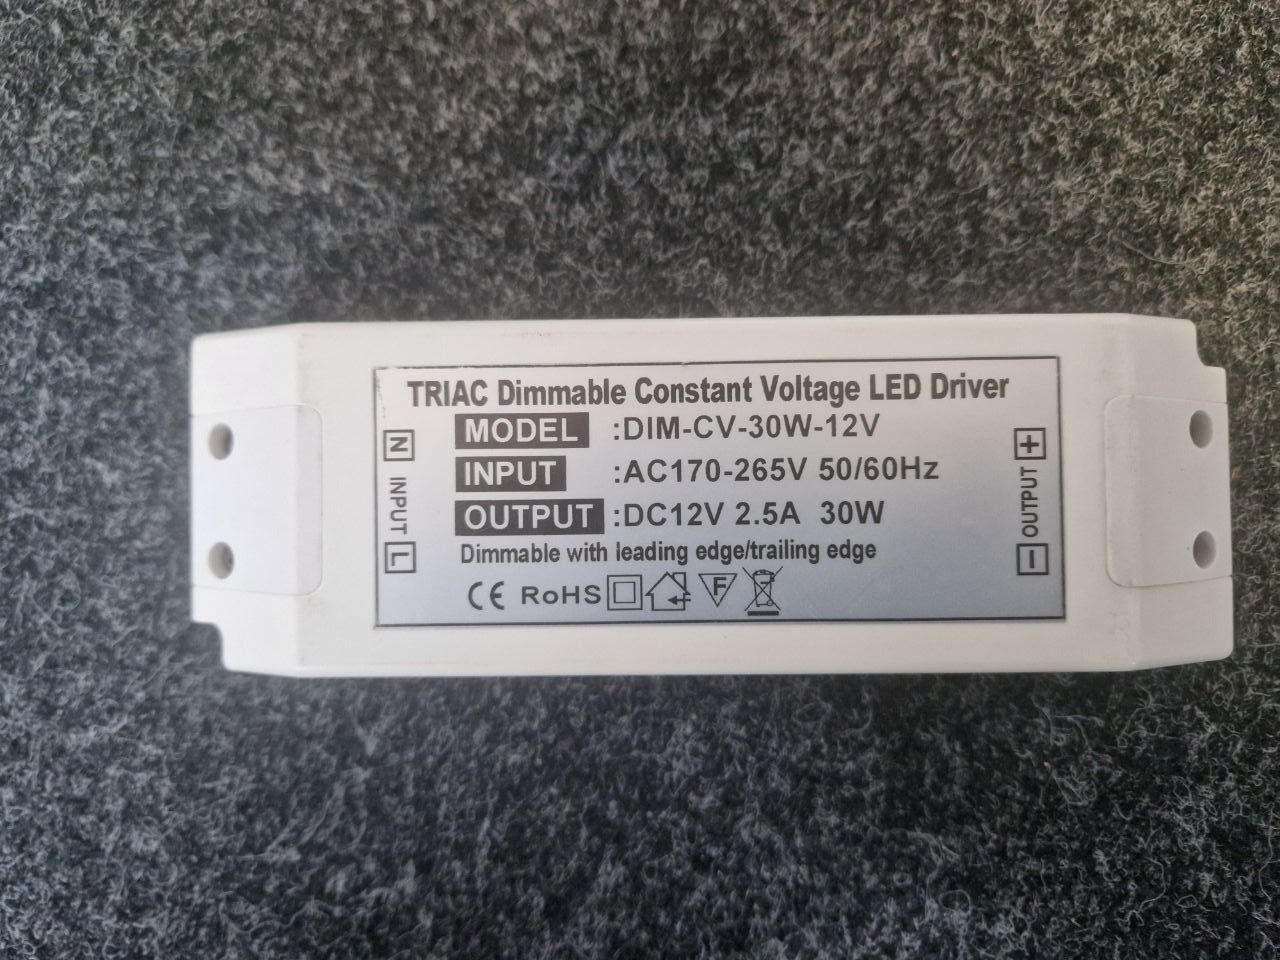 TRIAC Dimmable Constant Voltage LED Driver
MODEL :DIM-CV-30W-12V
INPUT :AC170-265V 50/60Hz
OUTPUT :DC12V 2.5A 30W
Dimmable with leading edge/trailing edge
CE RoHS F
N INPUT L
+ OUTPUT -